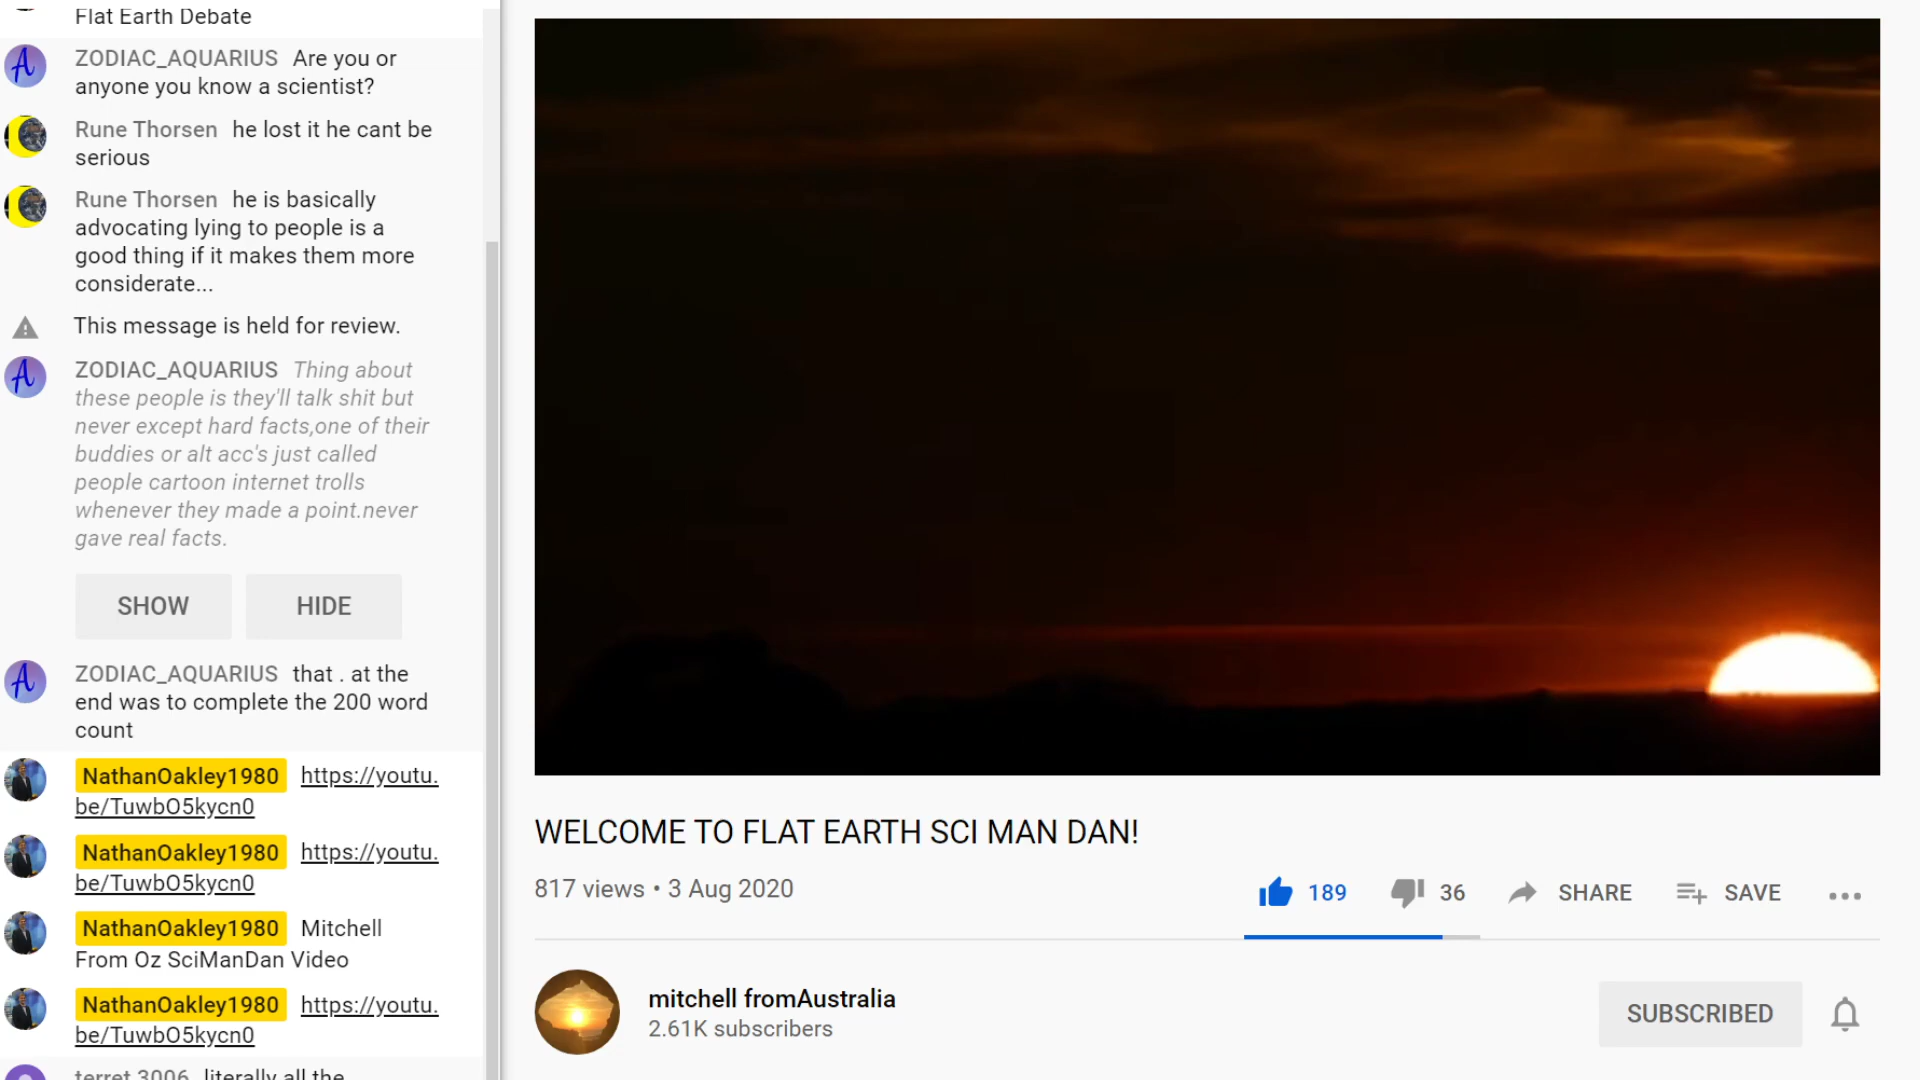 Flat Earth Debate
ZODIAC_AQUARIUS Are you or
anyone you know a scientist?
Rune Thorsen he lost it he cant be
serious
Rune Thorsen he is basically
advocating lying to people is a
good thing if it makes them more
considerate...
This message is held for review.
ZODIAC_AQUARIUS Thing about
these people is they'll talk shit but
never except hard facts,one of their
buddies or alt acc's just called
people cartoon internet trolls
whenever they made a point.never
gave real facts.
SHOW HIDE
ZODIAC_AQUARIUS that . at the
end was to complete the 200 word
count
NathanOakley1980 https://youtu.
be/TuwbO5kycn0
NathanOakley1980 https://youtu.
be/TuwbO5kycn0
NathanOakley1980 Mitchell
From Oz SciManDan Video
NathanOakley1980 https://youtu.
be/TuwbO5kycn0
terret 3006 literally all the
WELCOME TO FLAT EARTH SCI MAN DAN!
817 views • 3 Aug 2020
189 36 SHARE SAVE
mitchell fromAustralia
2.61K subscribers
SUBSCRIBED